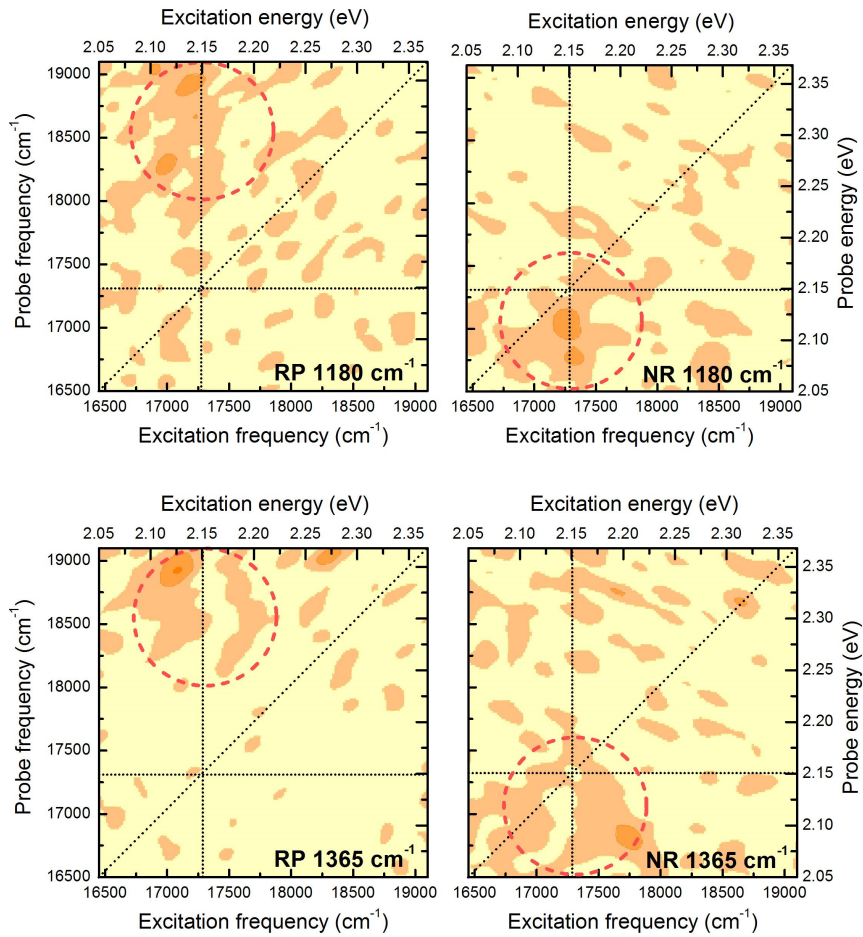 Excitation energy (eV)
2.05 2.10 2.15 2.20 2.25 2.30 2.35
Probe frequency (cm-1)
19000
18500
18000
17500
17000
16500
RP 1180 cm-1
16500 17000 17500 18000 18500 19000
Excitation frequency (cm-1)
Excitation energy (eV)
2.05 2.10 2.15 2.20 2.25 2.30 2.35
2.35
2.30
2.25
2.20
2.15
2.10
2.05
Probe energy (eV)
NR 1180 cm-1
16500 17000 17500 18000 18500 19000
Excitation frequency (cm-1)
Excitation energy (eV)
2.05 2.10 2.15 2.20 2.25 2.30 2.35
Probe frequency (cm-1)
19000
18500
18000
17500
17000
16500
RP 1365 cm-1
16500 17000 17500 18000 18500 19000
Excitation frequency (cm-1)
Excitation energy (eV)
2.05 2.10 2.15 2.20 2.25 2.30 2.35
2.35
2.30
2.25
2.20
2.15
2.10
2.05
Probe energy (eV)
NR 1365 cm-1
16500 17000 17500 18000 18500 19000
Excitation frequency (cm-1)